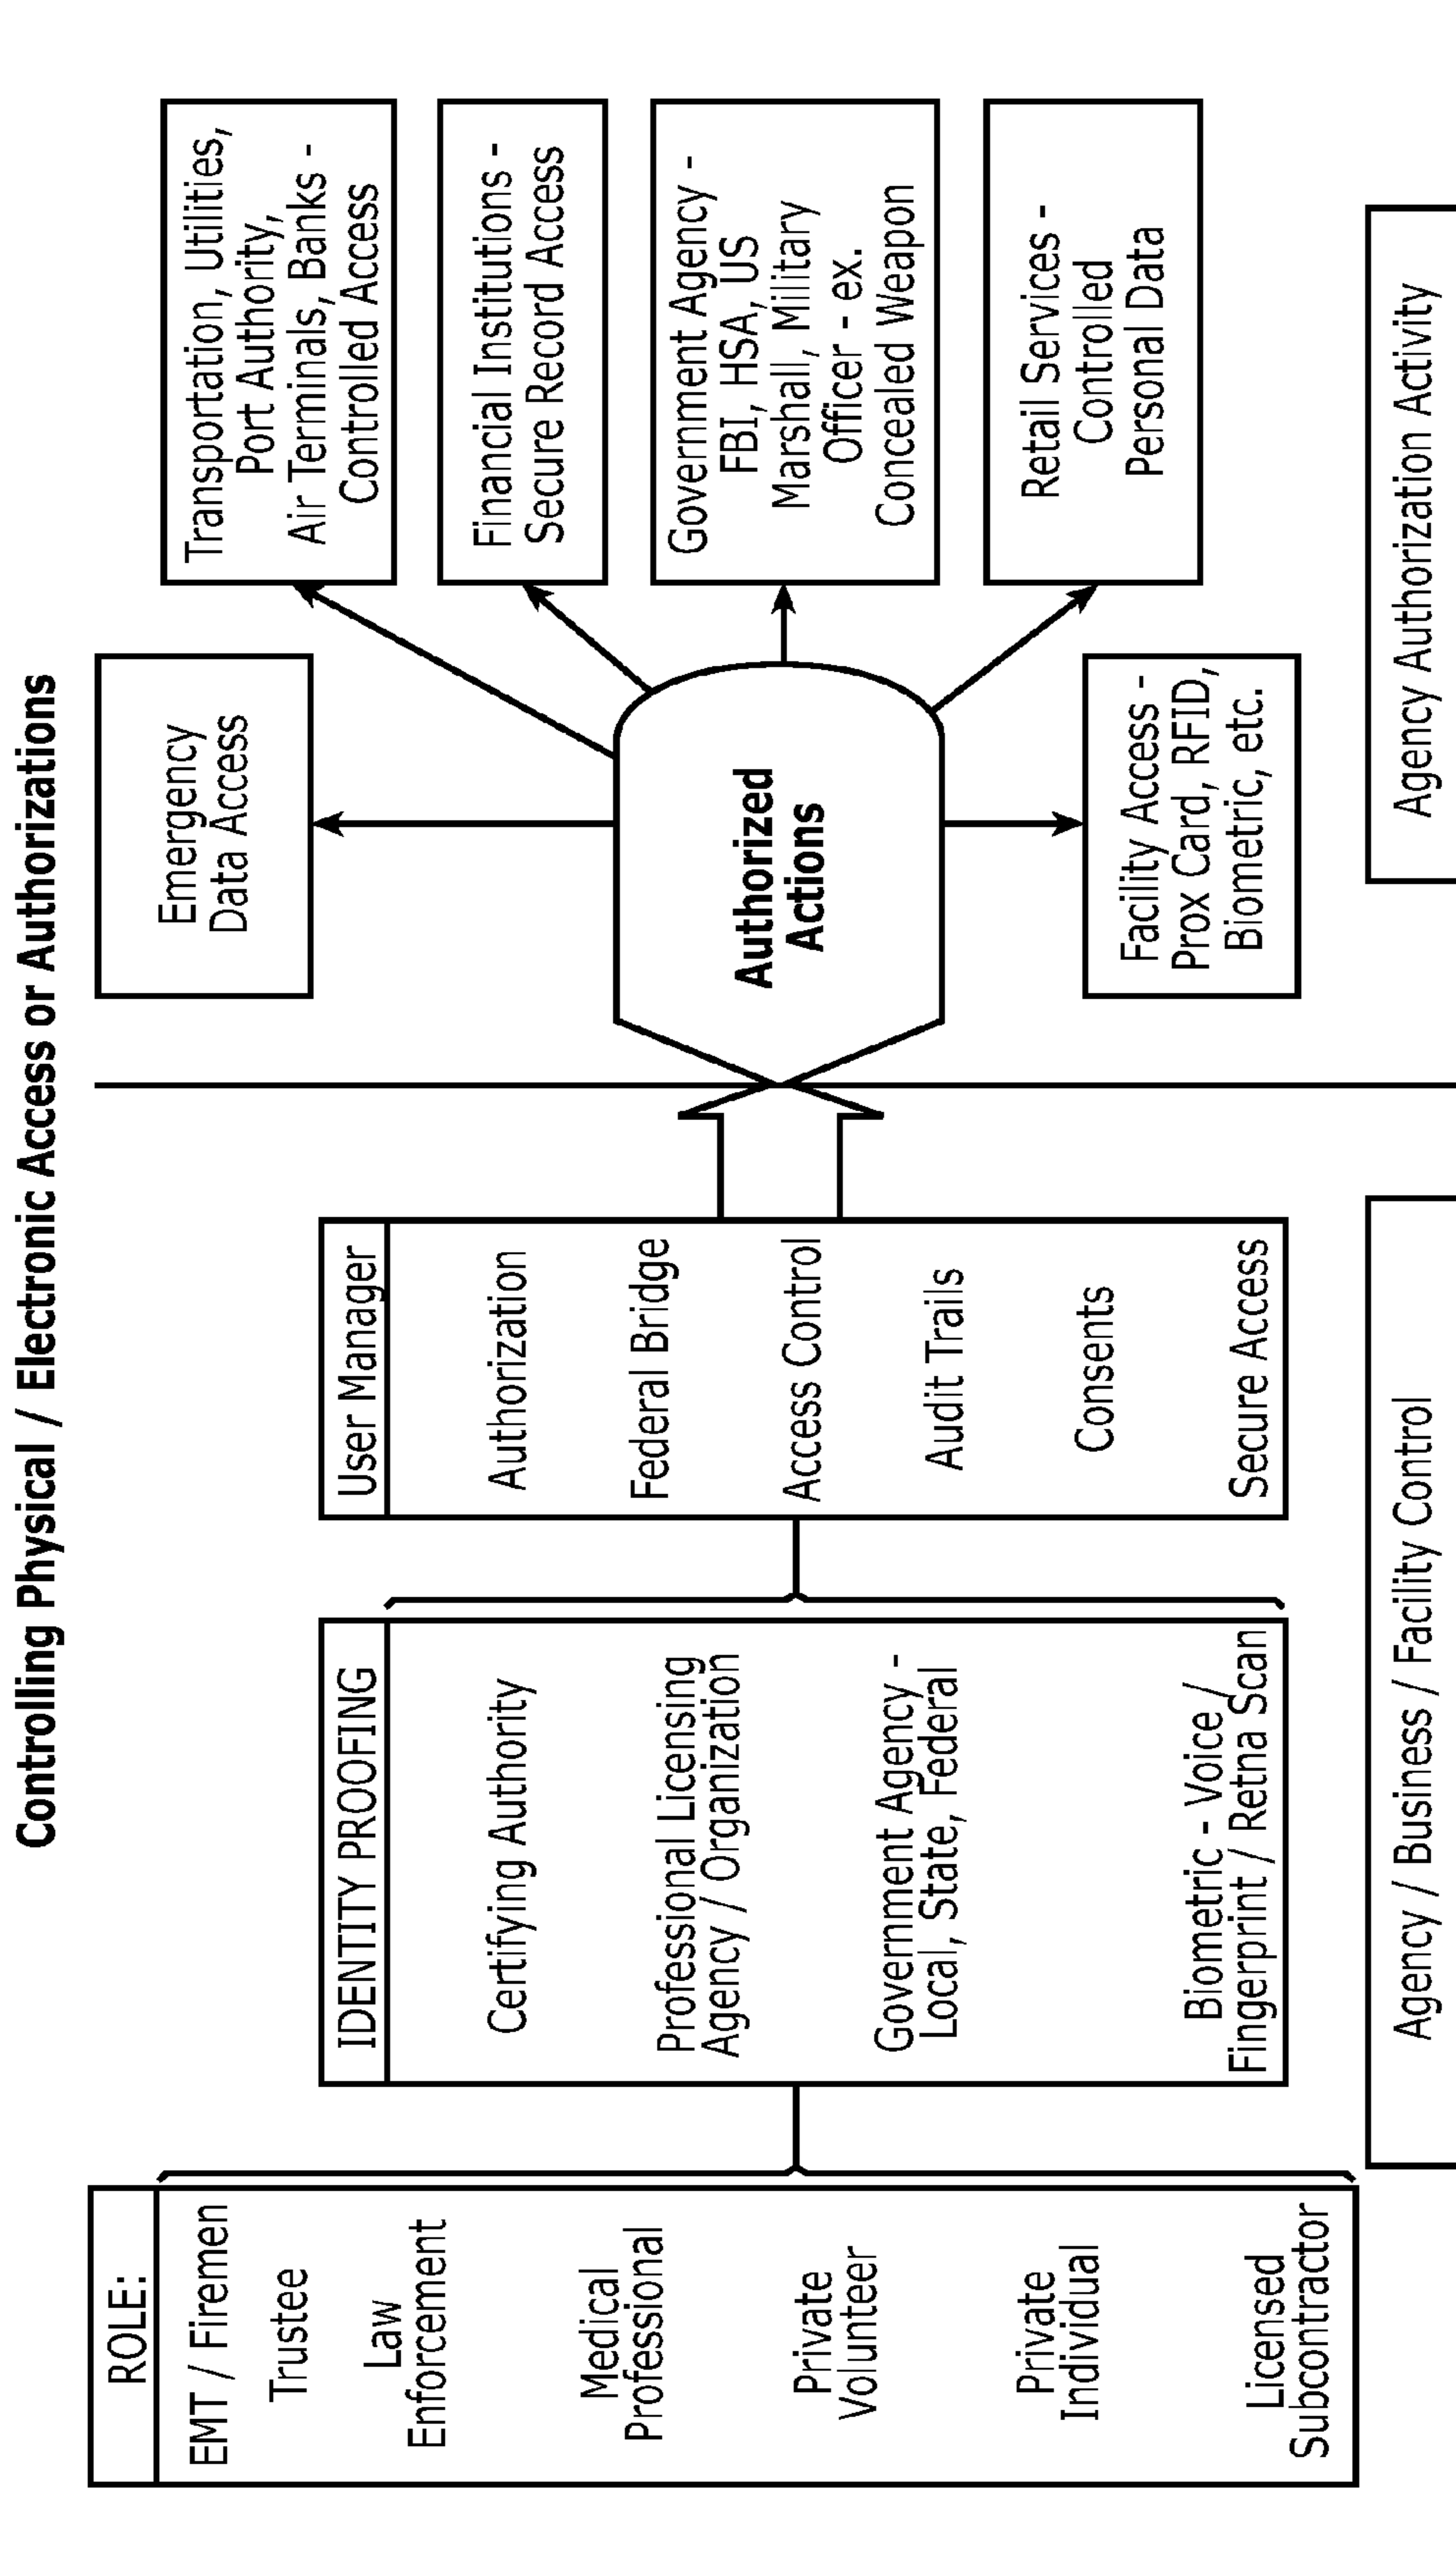 Controlling Physical / Electronic Access or Authorizations
ROLE:
EMT / Firemen
Trustee
Law
Enforcement
Medical
Professional
Private
Volunteer
Private
Individual
Licensed
Subcontractor
IDENTITY PROOFING
Certifying Authority
Professional Licensing
Agency / Organization
Government Agency -
Local, State, Federal
Biometric - Voice /
Fingerprint / Retna Scan
User Manager
Authorization
Federal Bridge
Access Control
Audit Trails
Consents
Secure Access
Authorized
Actions
Emergency
Data Access
Transportation, Utilities,
Port Authority,
Air Terminals, Banks -
Controlled Access
Financial Institutions -
Secure Record Access
Government Agency -
FBI, HSA, US
Marshall, Military
Officer - ex.
Concealed Weapon
Retail Services -
Controlled
Personal Data
Facility Access -
Prox Card, RFID,
Biometric, etc.
Agency / Business / Facility Control
Agency Authorization Activity